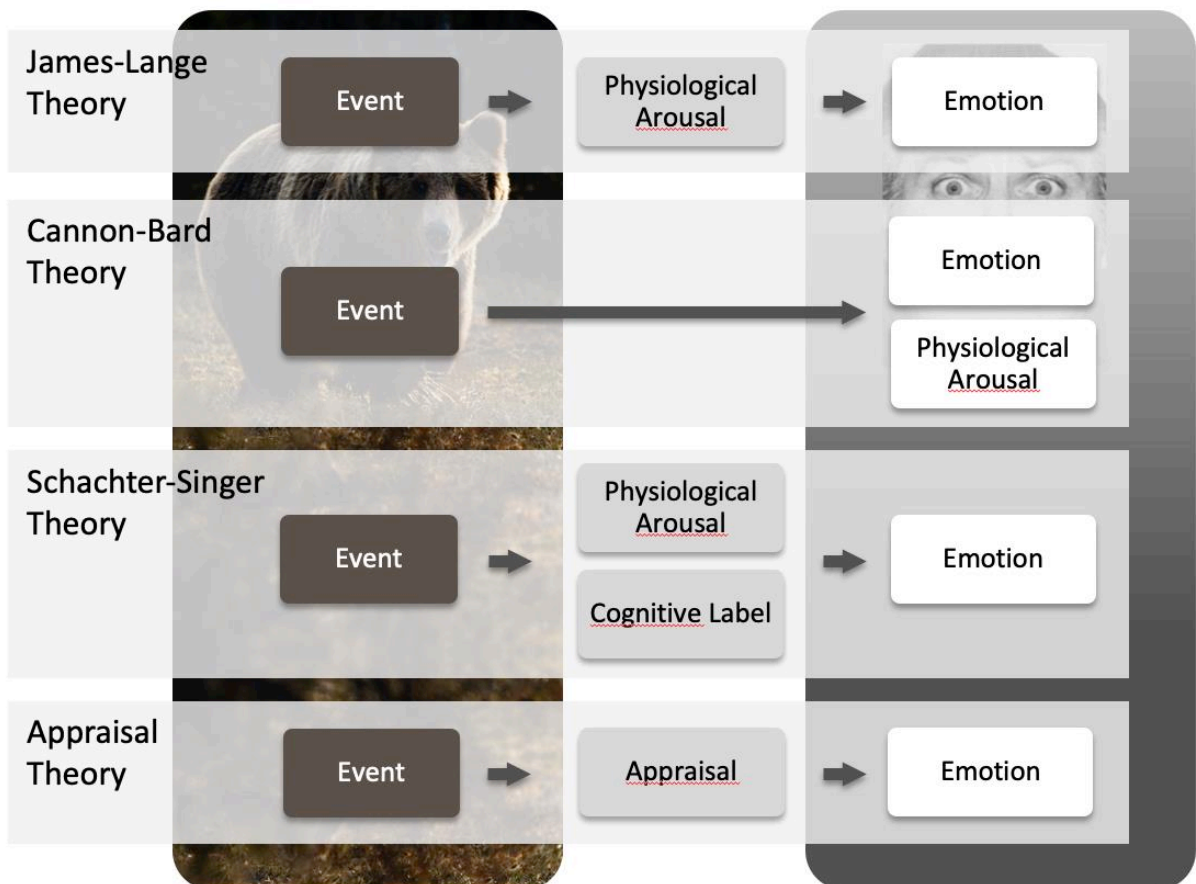 James-Lange
Theory
Event
Physiological
Arousal
Emotion
Cannon-Bard
Theory
Event
Emotion
Physiological
Arousal
Schachter-Singer
Theory
Event
Physiological
Arousal
Cognitive Label
Emotion
Appraisal
Theory
Event
Appraisal
Emotion